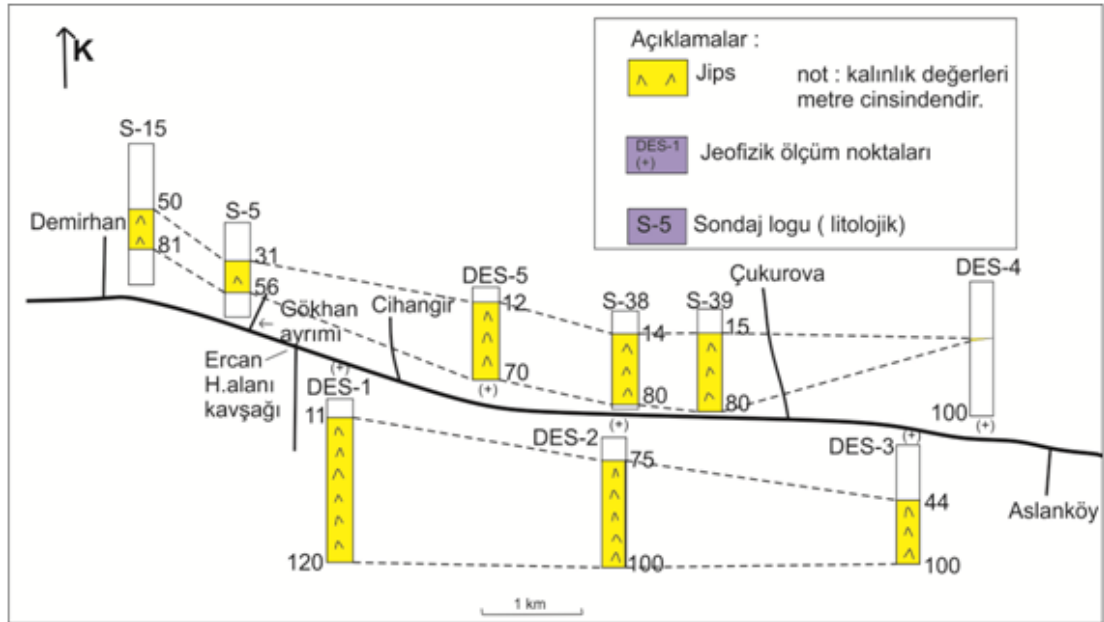 K
Açıklamalar :
Jips
not : kalınlık değerleri
metre cinsindendir.
DES-1
(+)
Jeofizik ölçüm noktaları
S-5
Sondaj logu ( litolojik)
S-15
50
81
Demirhan
S-5
31
56
Gökhan
ayrımı
Cihangir
Ercan
H.alanı
kavşağı
DES-5
12
70
(+)
S-38
14
80
S-39
15
80
Çukurova
DES-4
100
(+)
(+)
DES-1
11
120
(+)
DES-2
75
100
(+)
DES-3
44
100
Aslanköy
1 km